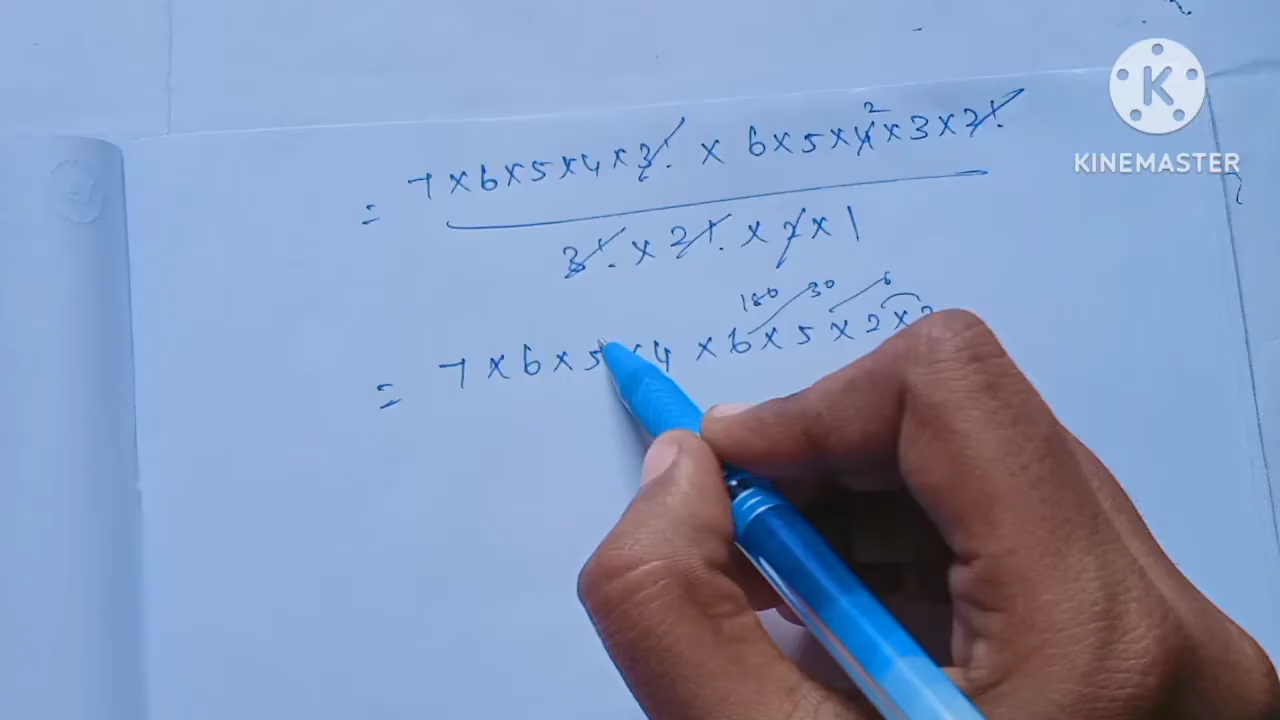 2
= 7 × 6 × 5 × 4 × 3! × 6 × 5 × 4 × 3 × 2!
3! × 2! × 2 × 1
180 30 6
= 7 × 6 × 5 × 4 × 6 × 5 × 2 ×
K
KINEMASTER